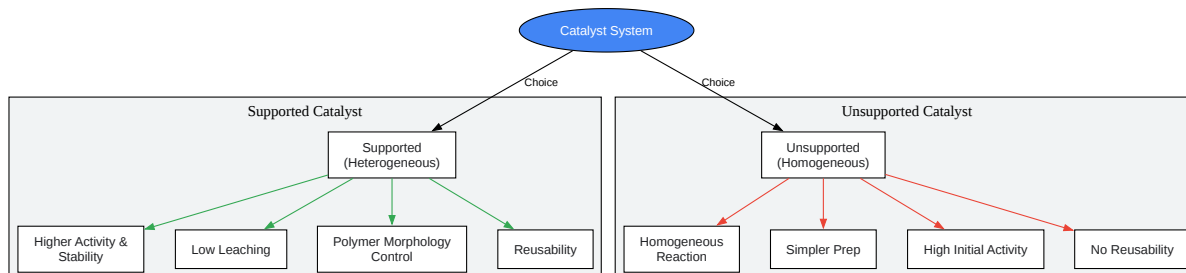 Catalyst System
Choice
Choice
Supported Catalyst
Unsupported Catalyst
Supported
(Heterogeneous)
Unsupported
(Homogeneous)
Higher Activity &
Stability
Low Leaching
Polymer Morphology
Control
Reusability
Homogeneous
Reaction
Simpler Prep
High Initial Activity
No Reusability